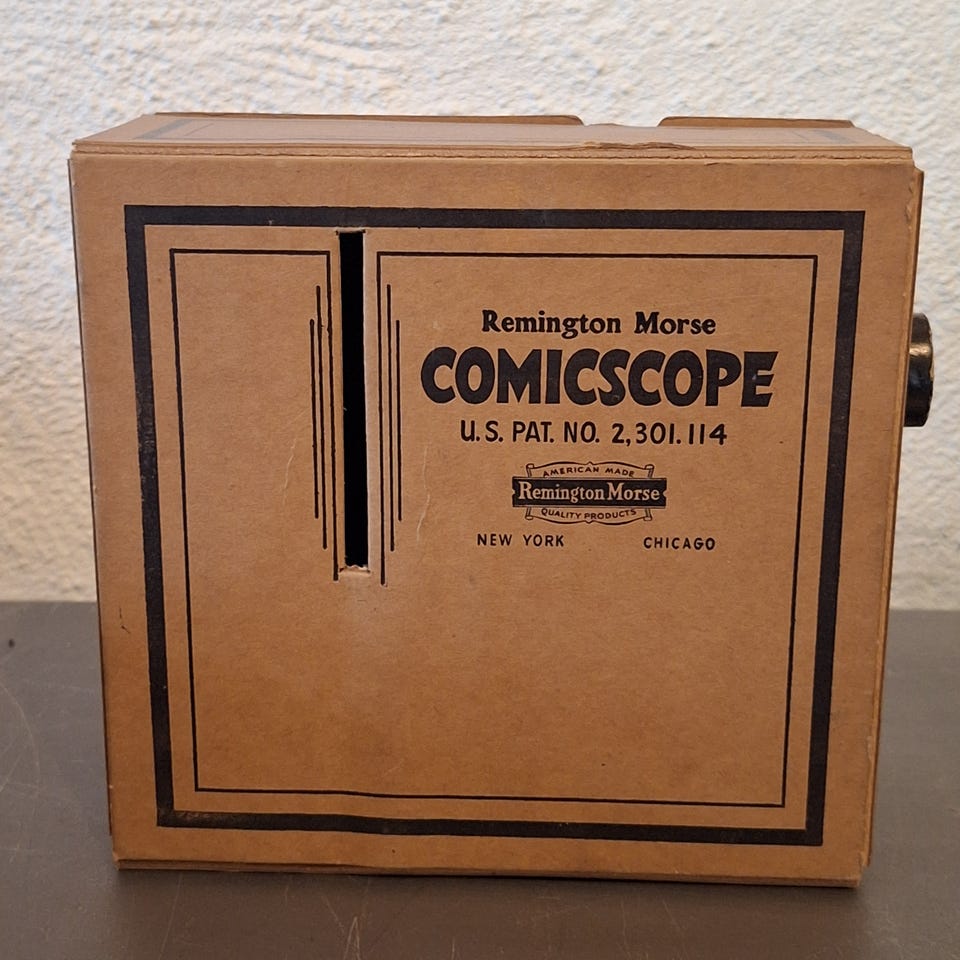 Remington Morse
COMICSCOPE
U.S. PAT. NO. 2,301.114
AMERICAN MADE
Remington Morse
QUALITY PRODUCTS
NEW YORK CHICAGO